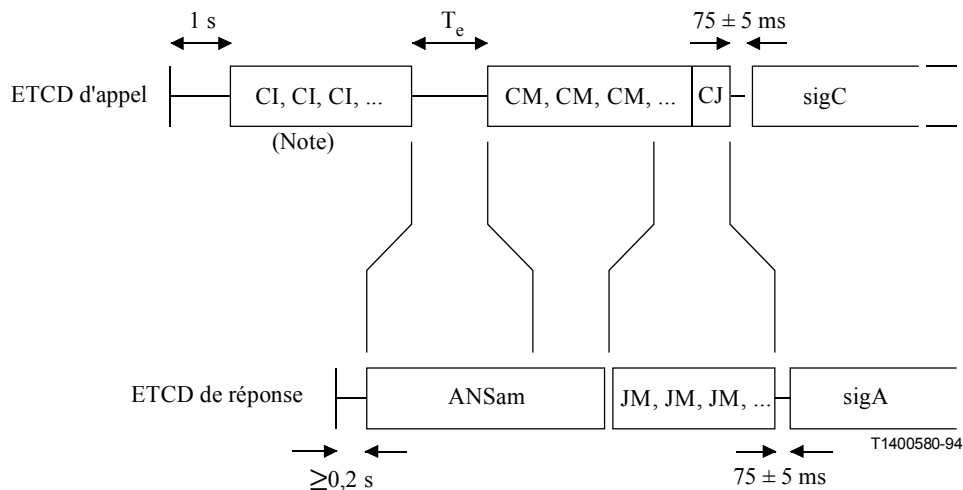 1 s
T_e
75 ± 5 ms
ETCD d'appel
CI, CI, CI, ...
CM, CM, CM, ...
CJ
sigC
(Note)
ETCD de réponse
ANSam
JM, JM, JM, ...
sigA
T1400580-94
≥0,2 s
75 ± 5 ms